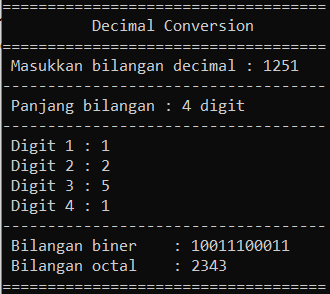 ====================================
Decimal Conversion
====================================
Masukkan bilangan decimal : 1251
------------------------------------
Panjang bilangan : 4 digit
------------------------------------
Digit 1 : 1
Digit 2 : 2
Digit 3 : 5
Digit 4 : 1
------------------------------------
Bilangan biner    : 10011100011
Bilangan octal    : 2343
====================================